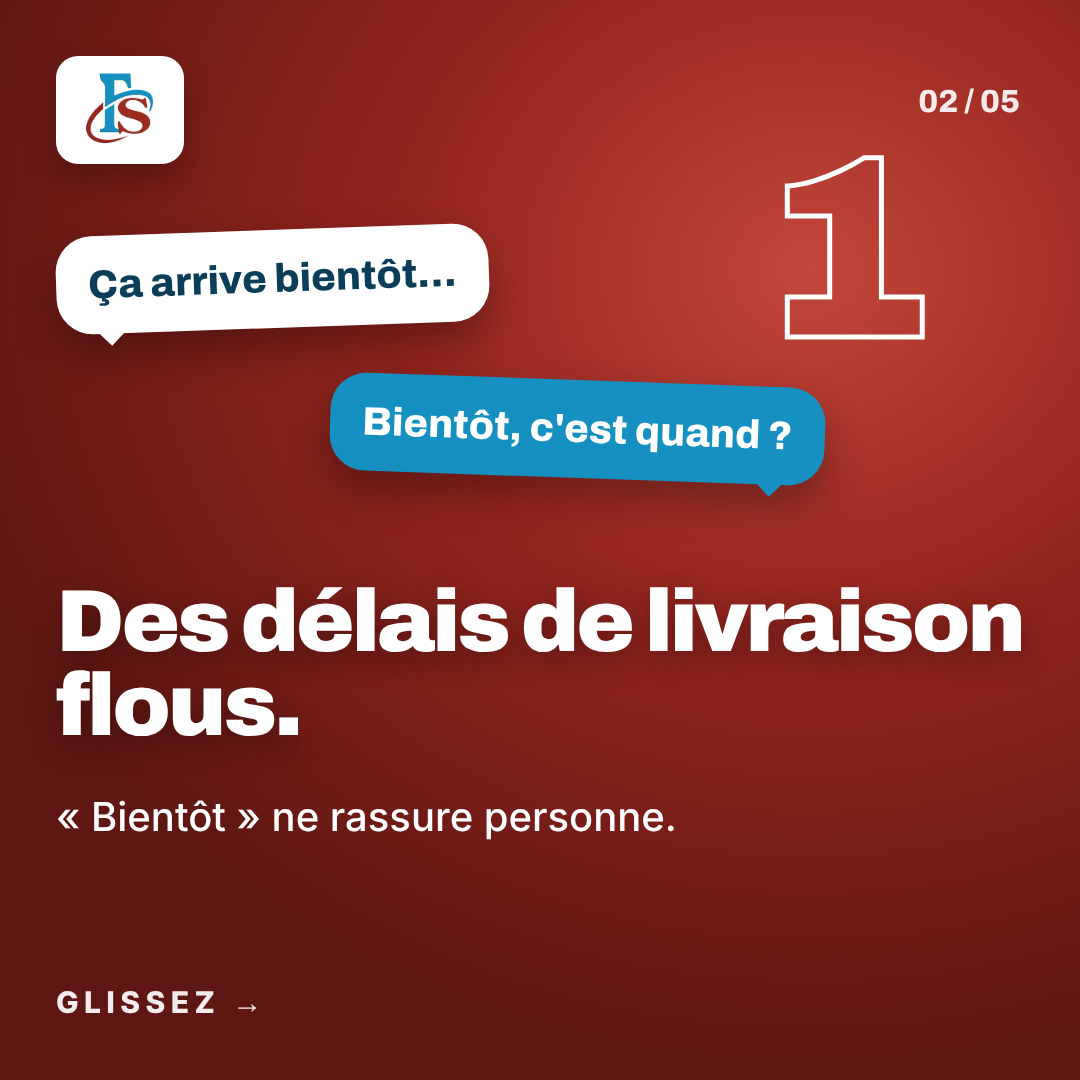 FS
02 / 05
1
Ça arrive bientôt...
Bientôt, c'est quand ?
Des délais de livraison
flous.
« Bientôt » ne rassure personne.
GLISSEZ →